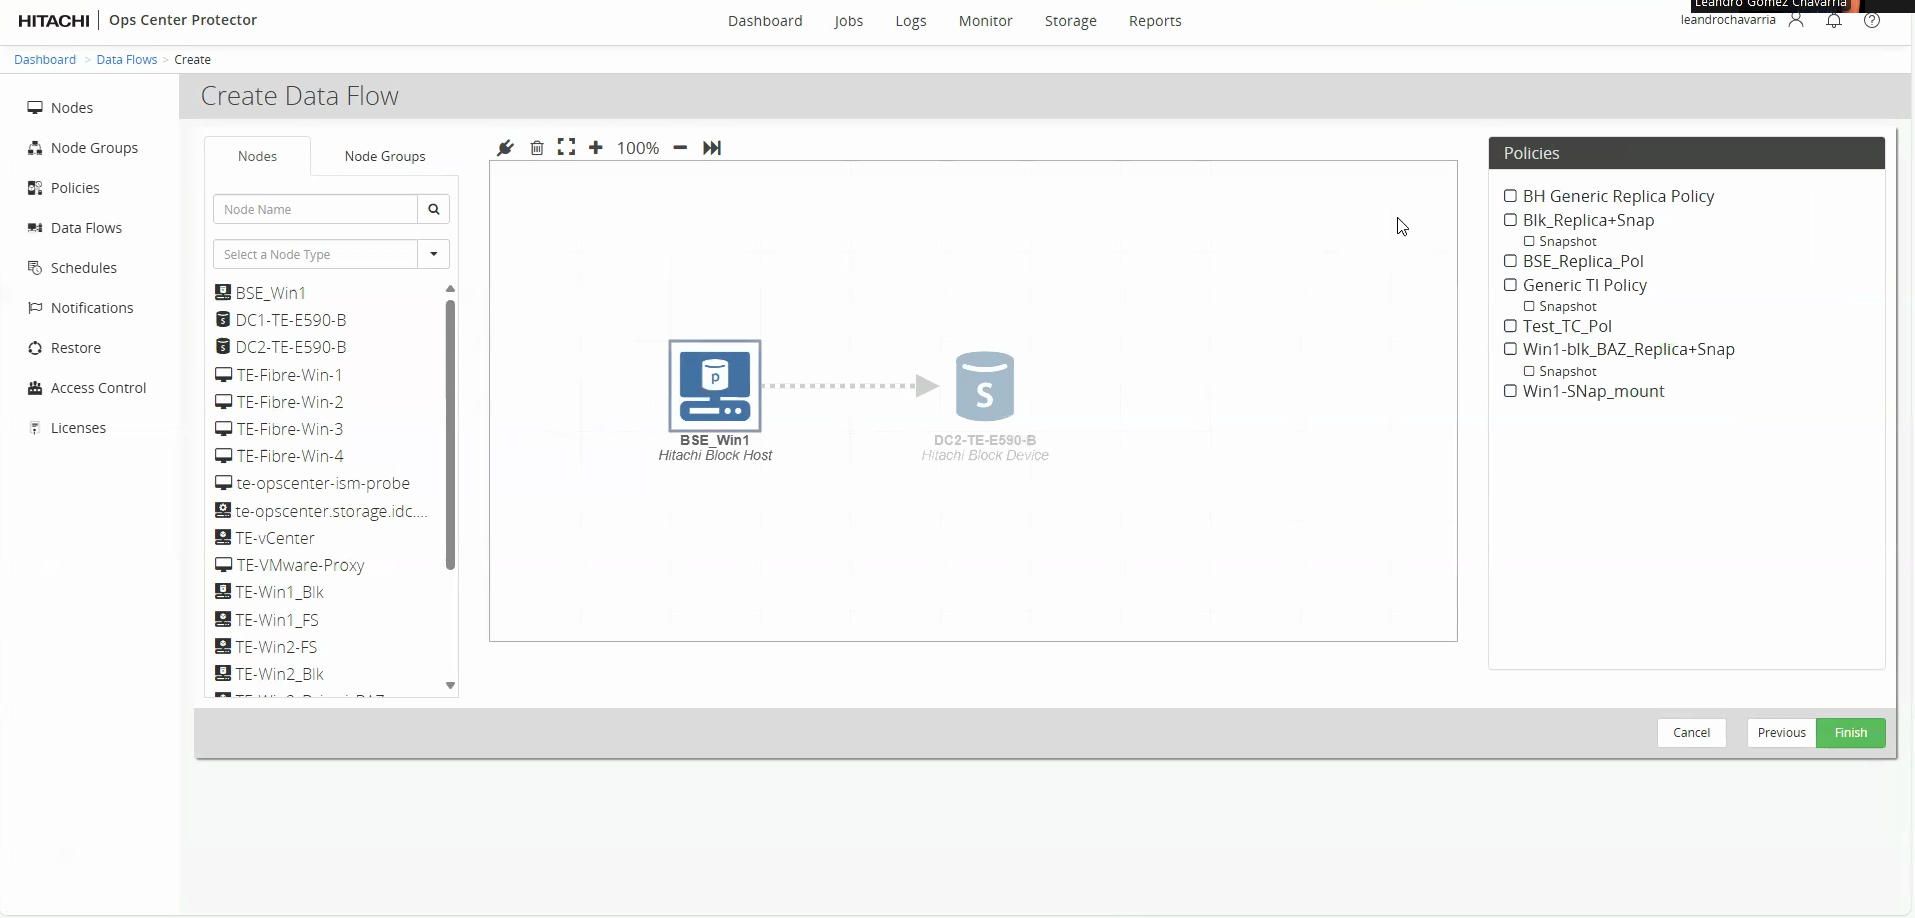 Leandro Gomez Chavarria
HITACHI Ops Center Protector
Dashboard Jobs Logs Monitor Storage Reports
leandrochavarria
Dashboard > Data Flows > Create
Nodes
Node Groups
Policies
Data Flows
Schedules
Notifications
Restore
Access Control
Licenses
Create Data Flow
Nodes Node Groups
Node Name
Select a Node Type
BSE_Win1
DC1-TE-E590-B
DC2-TE-E590-B
TE-Fibre-Win-1
TE-Fibre-Win-2
TE-Fibre-Win-3
TE-Fibre-Win-4
te-opscenter-ism-probe
te-opscenter.storage.idc....
TE-vCenter
TE-VMware-Proxy
TE-Win1_Blk
TE-Win1_FS
TE-Win2-FS
TE-Win2_Blk
100%
p
BSE_Win1
Hitachi Block Host
S
DC2-TE-E590-B
Hitachi Block Device
Policies
BH Generic Replica Policy
Blk_Replica+Snap
Snapshot
BSE_Replica_Pol
Generic TI Policy
Snapshot
Test_TC_Pol
Win1-blk_BAZ_Replica+Snap
Snapshot
Win1-SNap_mount
Cancel Previous Finish